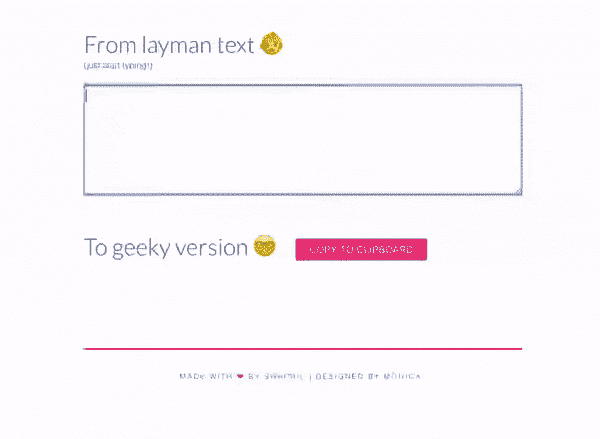 From layman text
(just start typing!)
To geeky version
COPY TO CLIPBOARD
MADE WITH ❤ BY SWAPNIL | DESIGNED BY MONICA